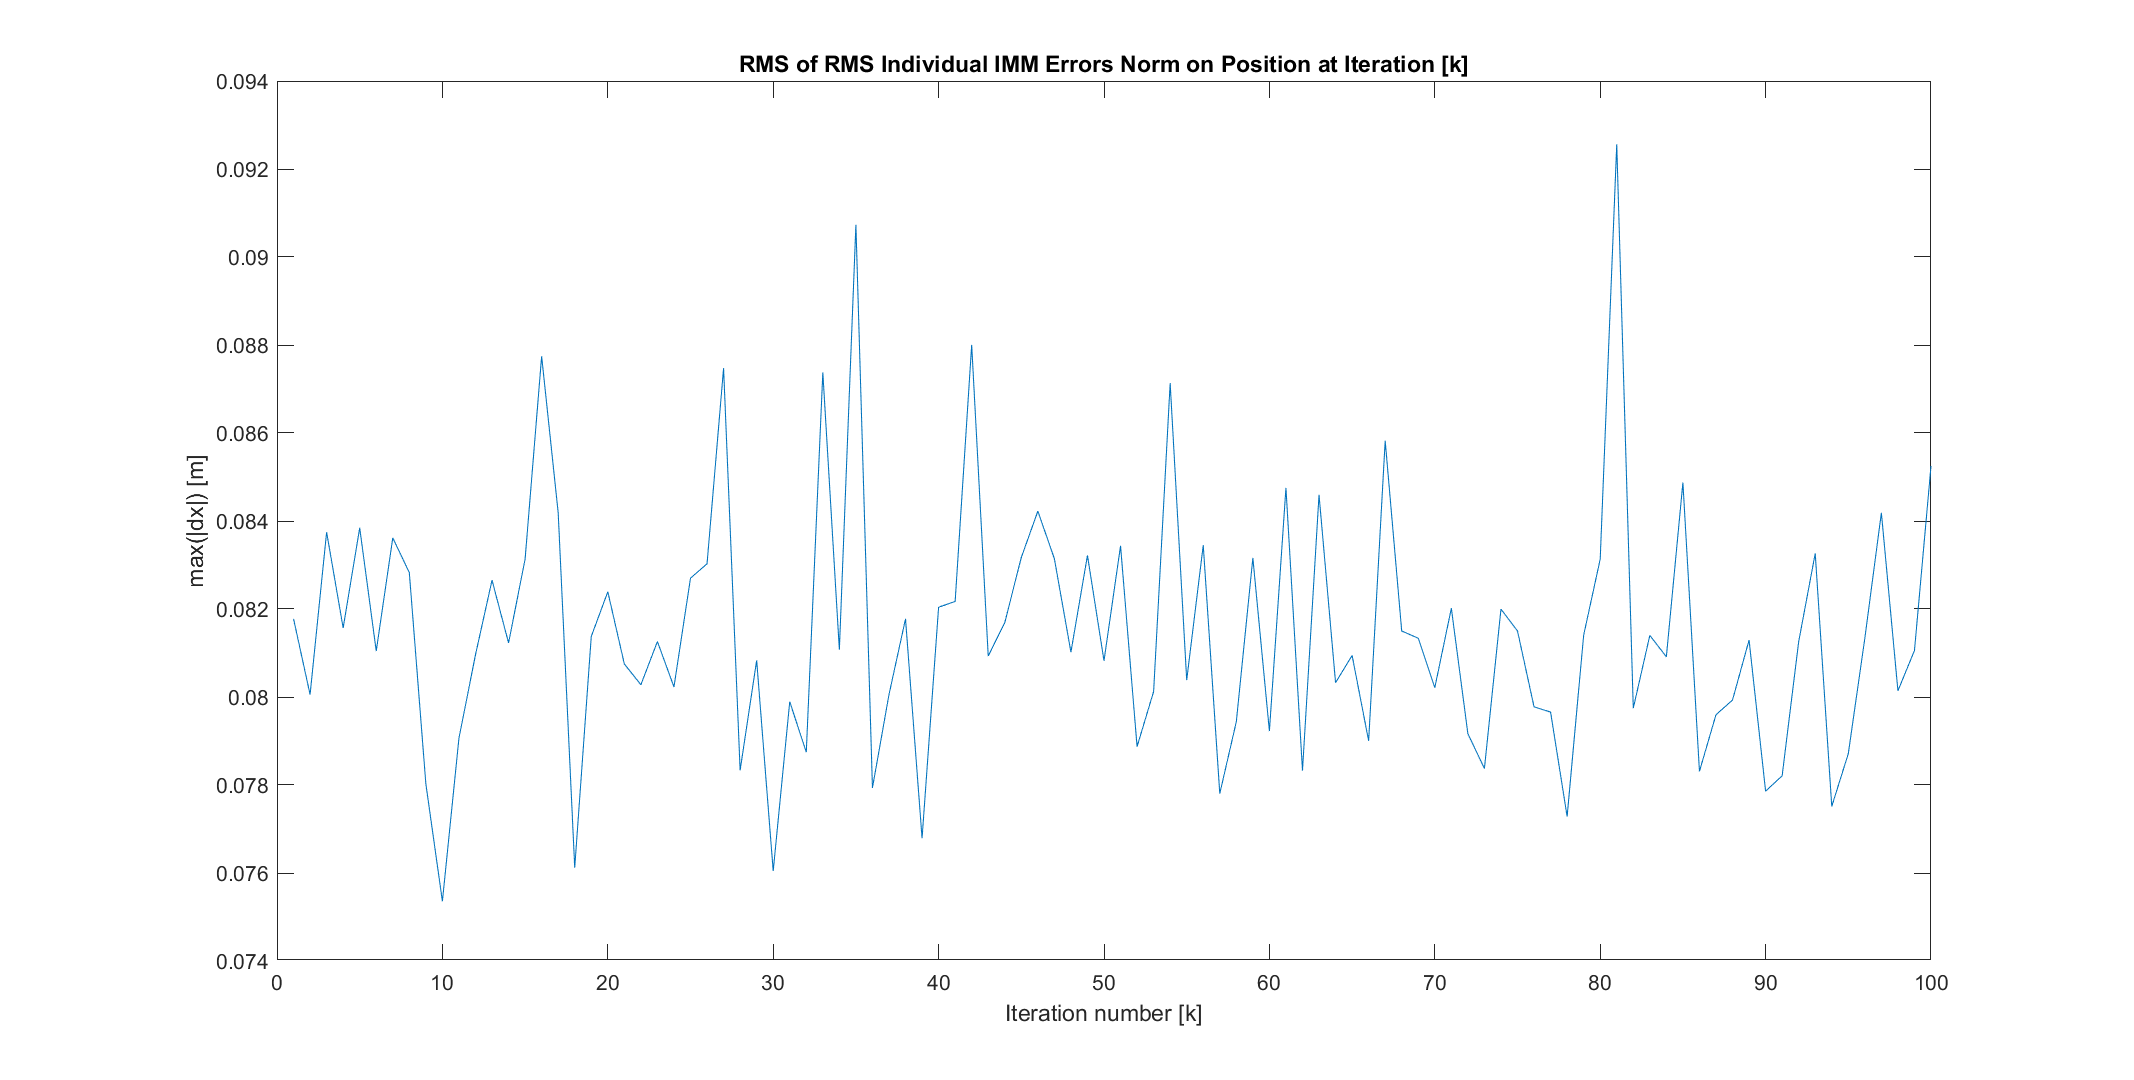 RMS of RMS Individual IMM Errors Norm on Position at Iteration [k]
0.094
0.092
0.09
0.088
0.086
0.084
0.082
0.08
0.078
0.076
0.074
max(|dx|) [m]
0 10 20 30 40 50 60 70 80 90 100
Iteration number [k]